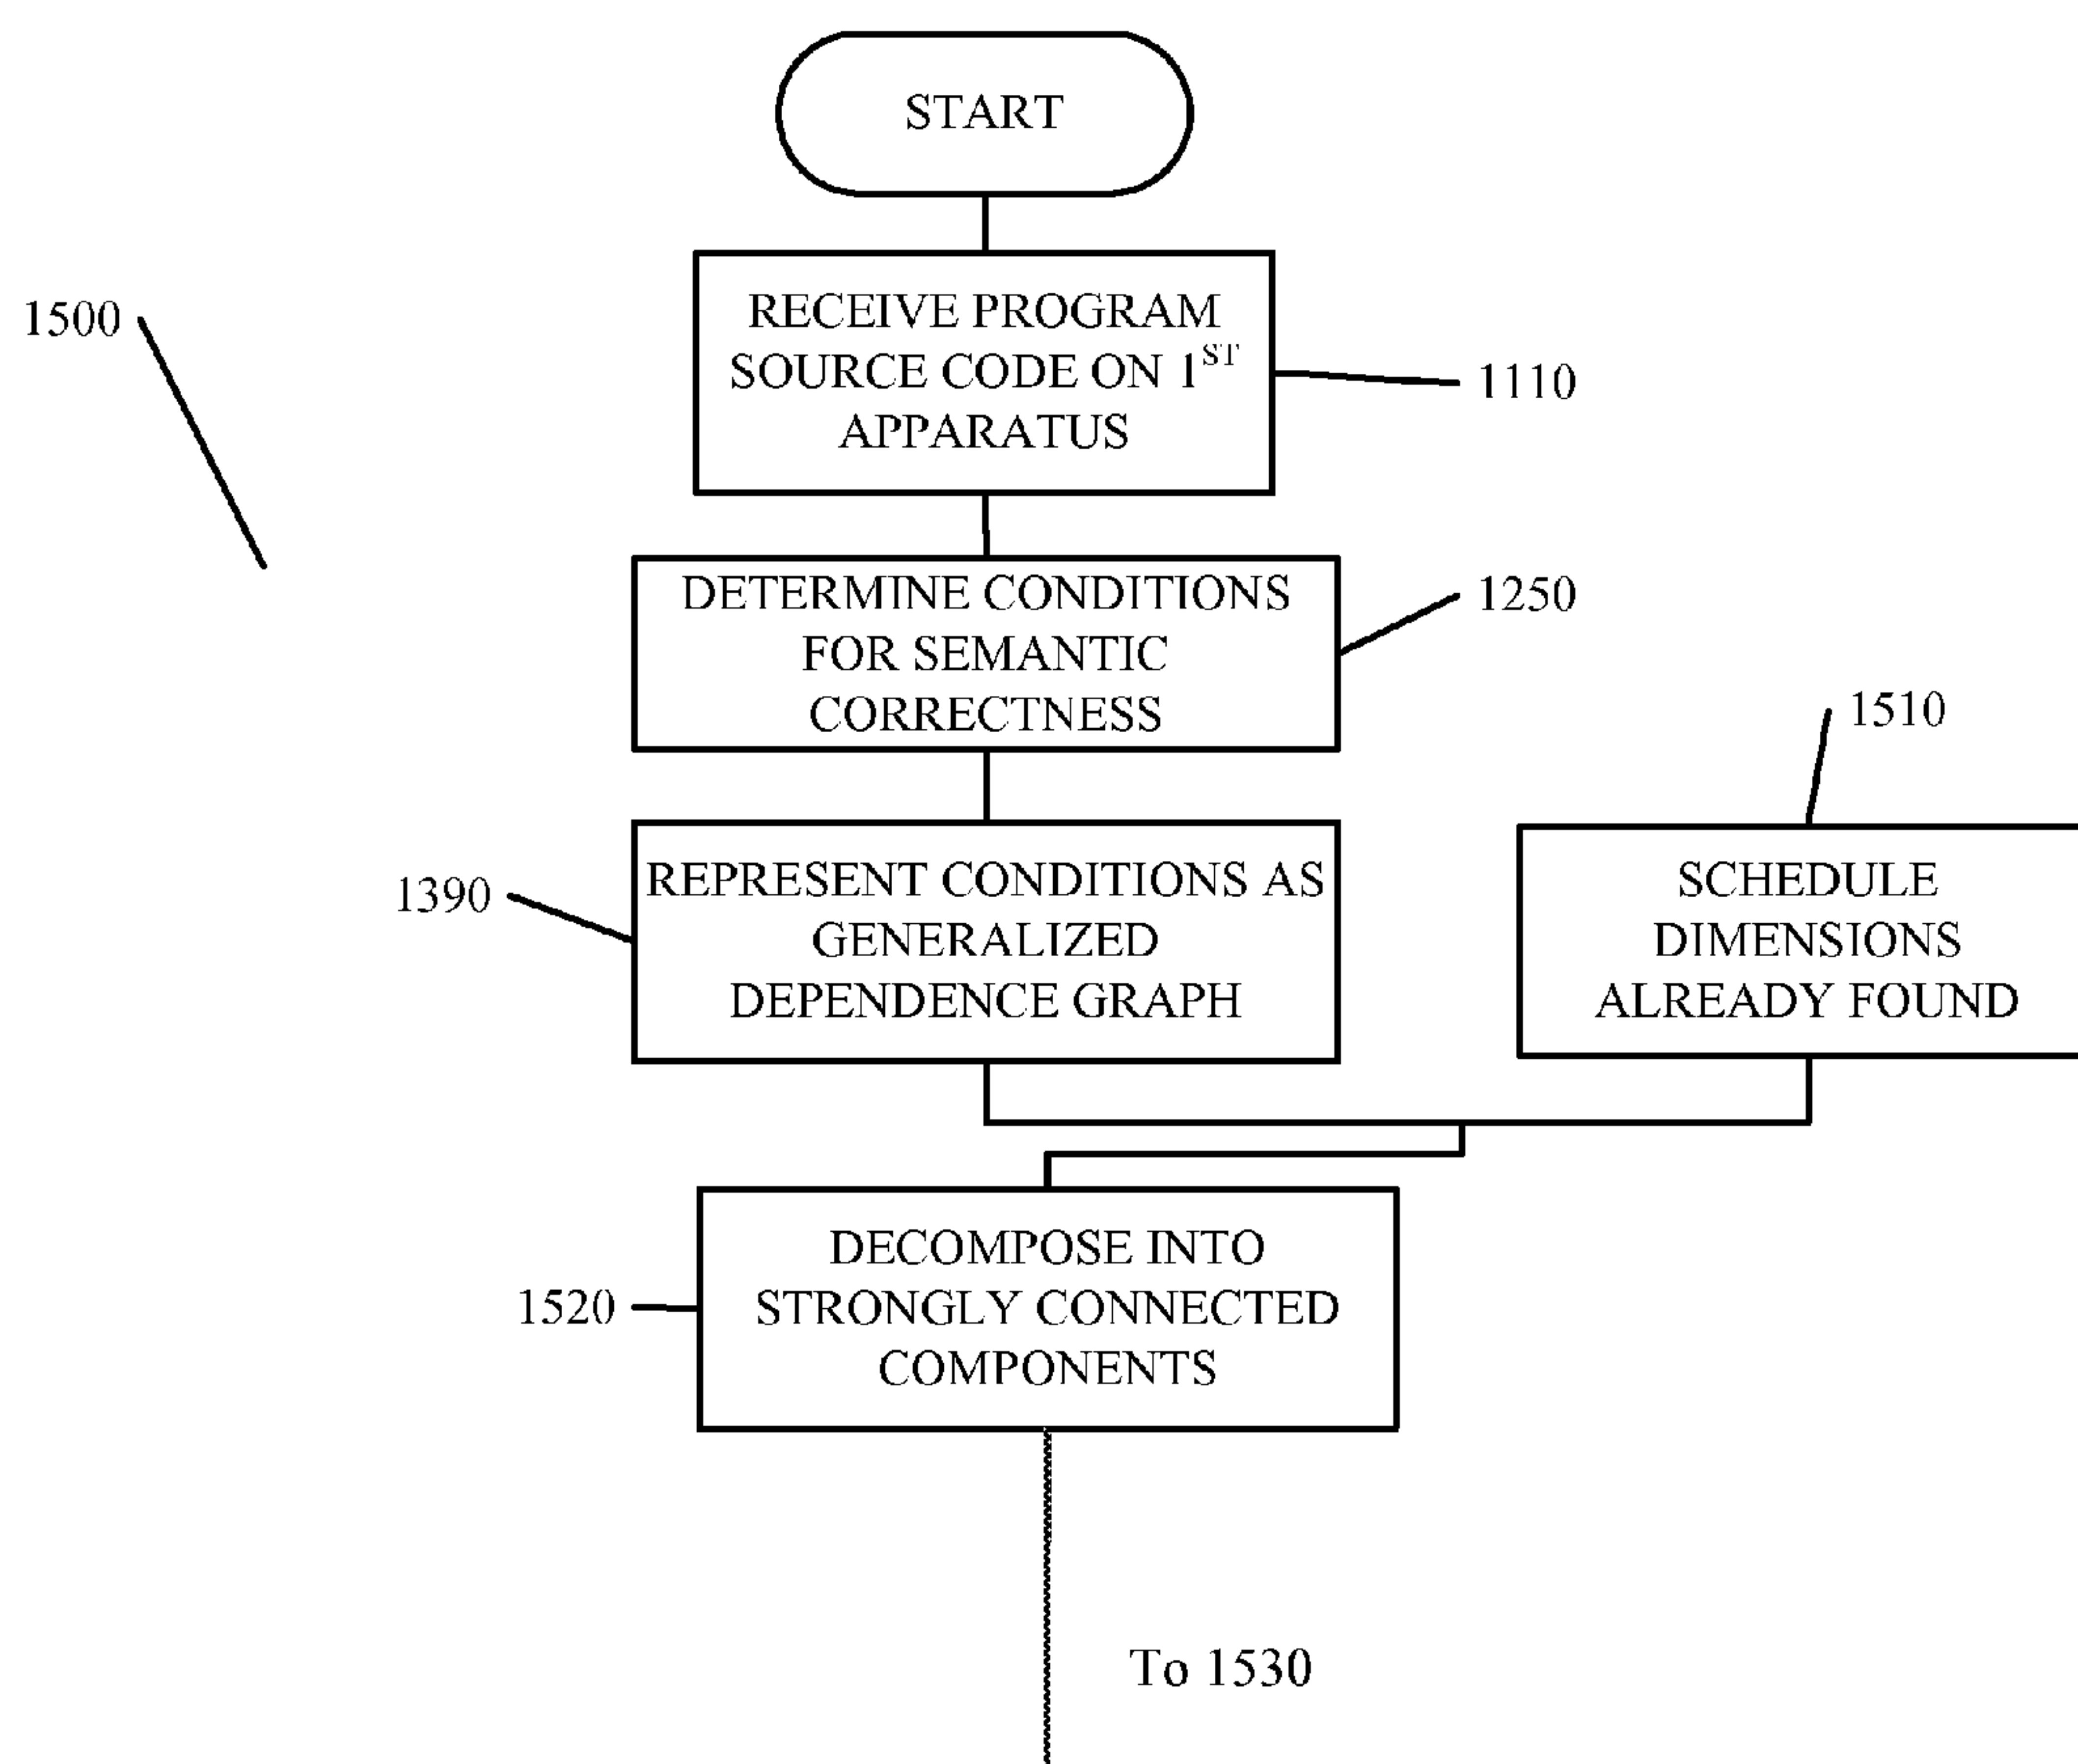 START
1500
RECEIVE PROGRAM
SOURCE CODE ON 1ST
APPARATUS
1110
DETERMINE CONDITIONS
FOR SEMANTIC
CORRECTNESS
1250
1510
1390
REPRESENT CONDITIONS AS
GENERALIZED
DEPENDENCE GRAPH
SCHEDULE
DIMENSIONS
ALREADY FOUND
1520
DECOMPOSE INTO
STRONGLY CONNECTED
COMPONENTS
To 1530